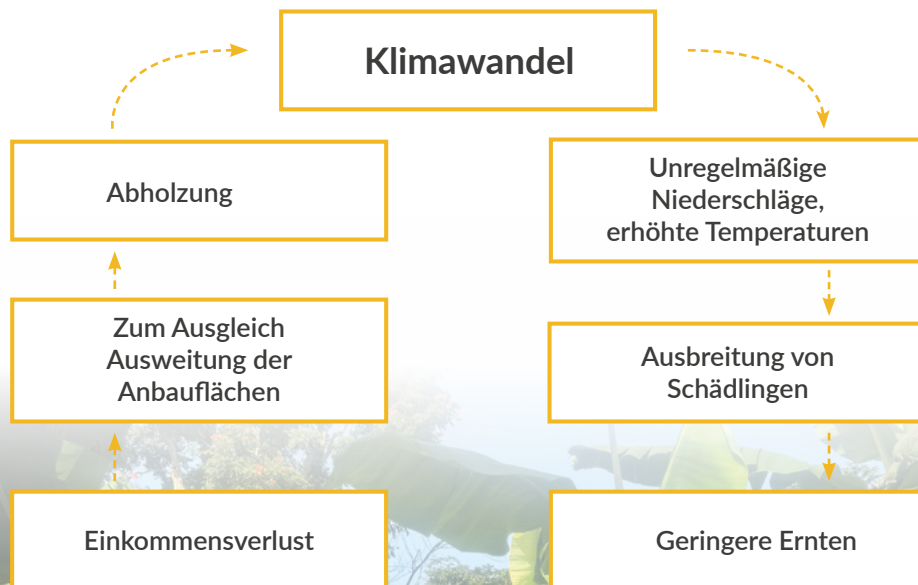 Klimawandel
Abholzung
Unregelmäßige
Niederschläge,
erhöhte Temperaturen
Zum Ausgleich
Ausweitung der
Anbauflächen
Ausbreitung von
Schädlingen
Einkommensverlust
Geringere Ernten